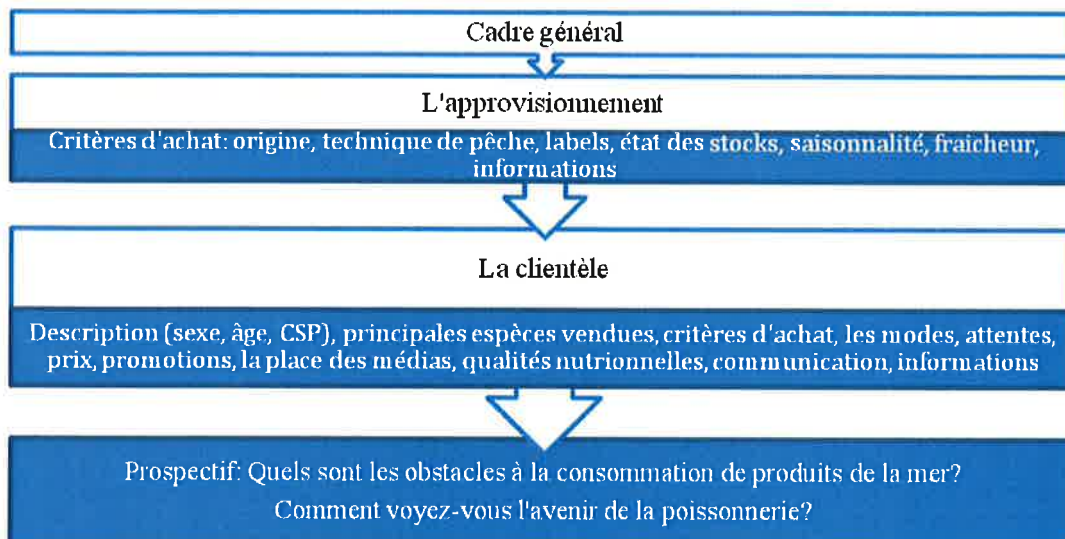 Cadre général
L'approvisionnement
Critères d'achat: origine, technique de pêche, labels, état des stocks, saisonnalité, fraicheur,
informations
La clientèle
Description (sexe, âge, CSP), principales espèces vendues, critères d'achat, les modes, attentes,
prix, promotions, la place des médias, qualités nutrionnelles, communication, informations
Prospectif: Quels sont les obstacles à la consommation de produits de la mer?
Comment voyez-vous l'avenir de la poissonnerie?